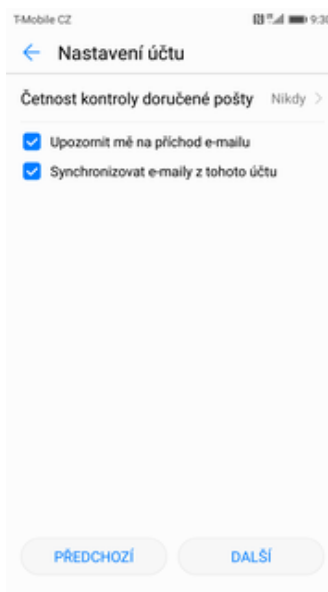 T-Mobile CZ 9:30
Nastavení účtu
Četnost kontroly doručené pošty Nikdy
Upozornit mě na příchod e-mailu
Synchronizovat e-maily z tohoto účtu
PŘEDCHOZÍ DALŠÍ